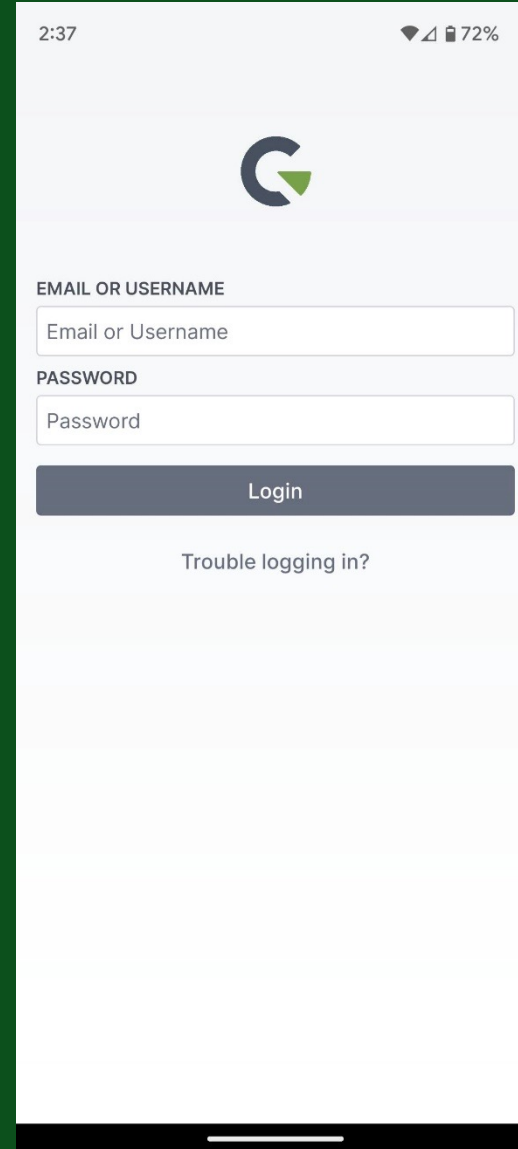 2:37 72%
EMAIL OR USERNAME
Email or Username
PASSWORD
Password
Login
Trouble logging in?